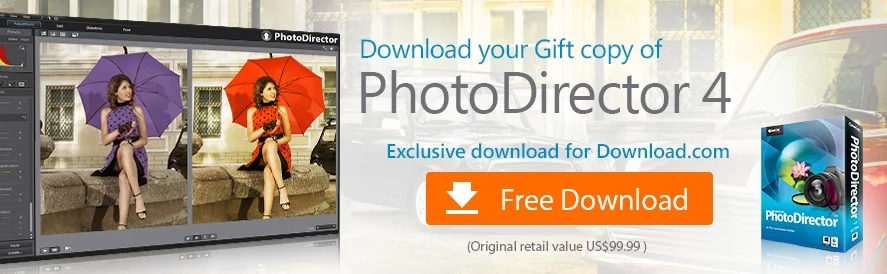 PhotoDirector
Download your Gift copy of
PhotoDirector 4
Exclusive download for Download.com
Free Download
(Original retail value US$99.99 )
PhotoDirector
PhotoDirector